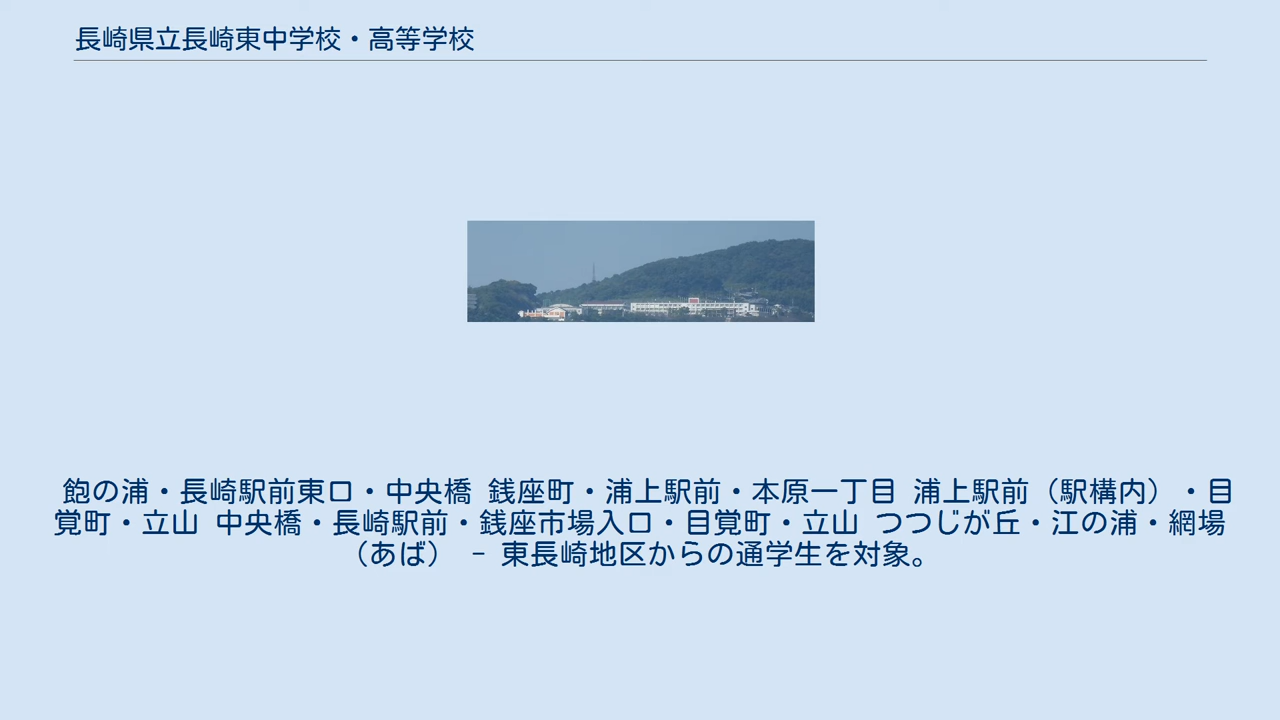 長崎県立長崎東中学校・高等学校
飽の浦・長崎駅前東口・中央橋 銭座町・浦上駅前・本原一丁目 浦上駅前（駅構内）・目
覚町・立山 中央橋・長崎駅前・銭座市場入口・目覚町・立山 つつじが丘・江の浦・網場
（あば） - 東長崎地区からの通学生を対象。